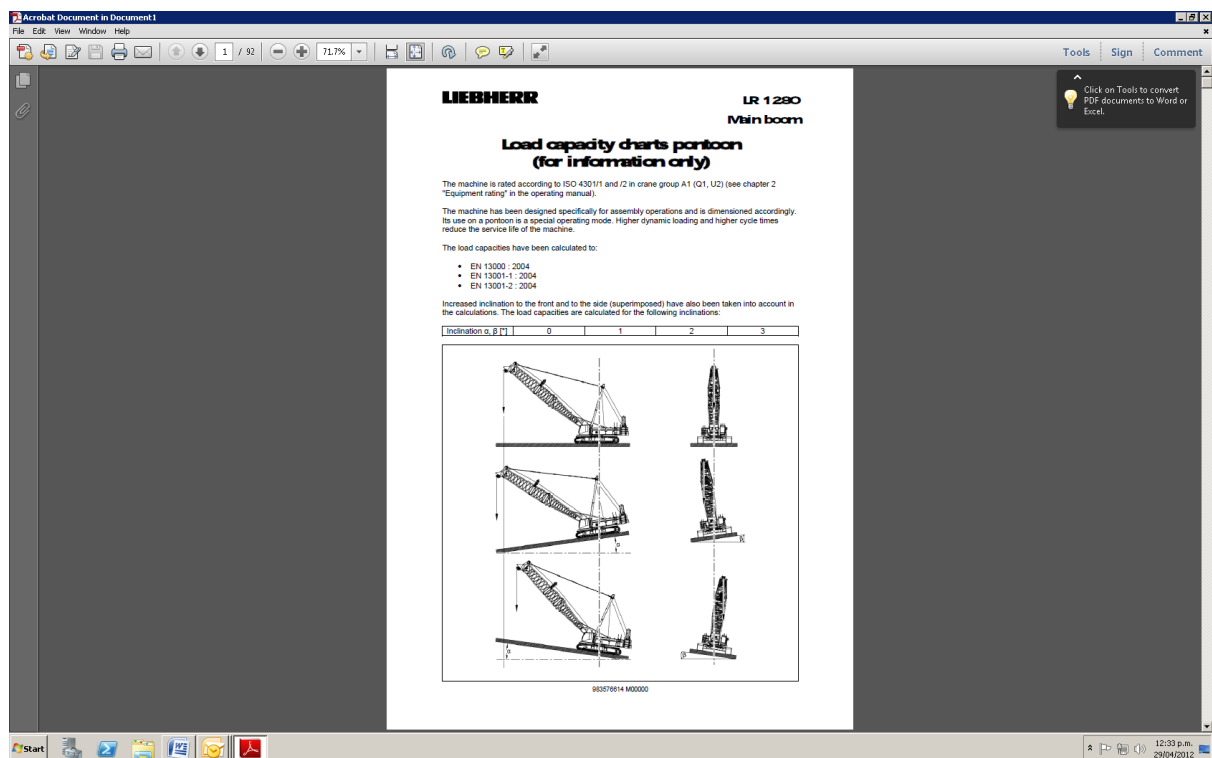 Acrobat Document in Document1
File Edit View Window Help
1 / 92 71.7% Tools Sign Comment
Click on Tools to convert
PDF documents to Word or
Excel.
LIEBHERR
LR 1280
Main boom
Load capacity charts pontoon
(for information only)
The machine is rated according to ISO 4301/1 and /2 in crane group A1 (Q1, U2) (see chapter 2
"Equipment rating" in the operating manual).
The machine has been designed specifically for assembly operations and is dimensioned accordingly.
Its use on a pontoon is a special operating mode. Higher dynamic loading and higher cycle times
reduce the service life of the machine.
The load capacities have been calculated to:
• EN 13000 : 2004
• EN 13001-1 : 2004
• EN 13001-2 : 2004
Increased inclination to the front and to the side (superimposed) have also been taken into account in
the calculations. The load capacities are calculated for the following inclinations:
Inclination α, β [°] 0 1 2 3
α
β
α
β
983576614 M00000
Start
12:33 p.m.
29/04/2012